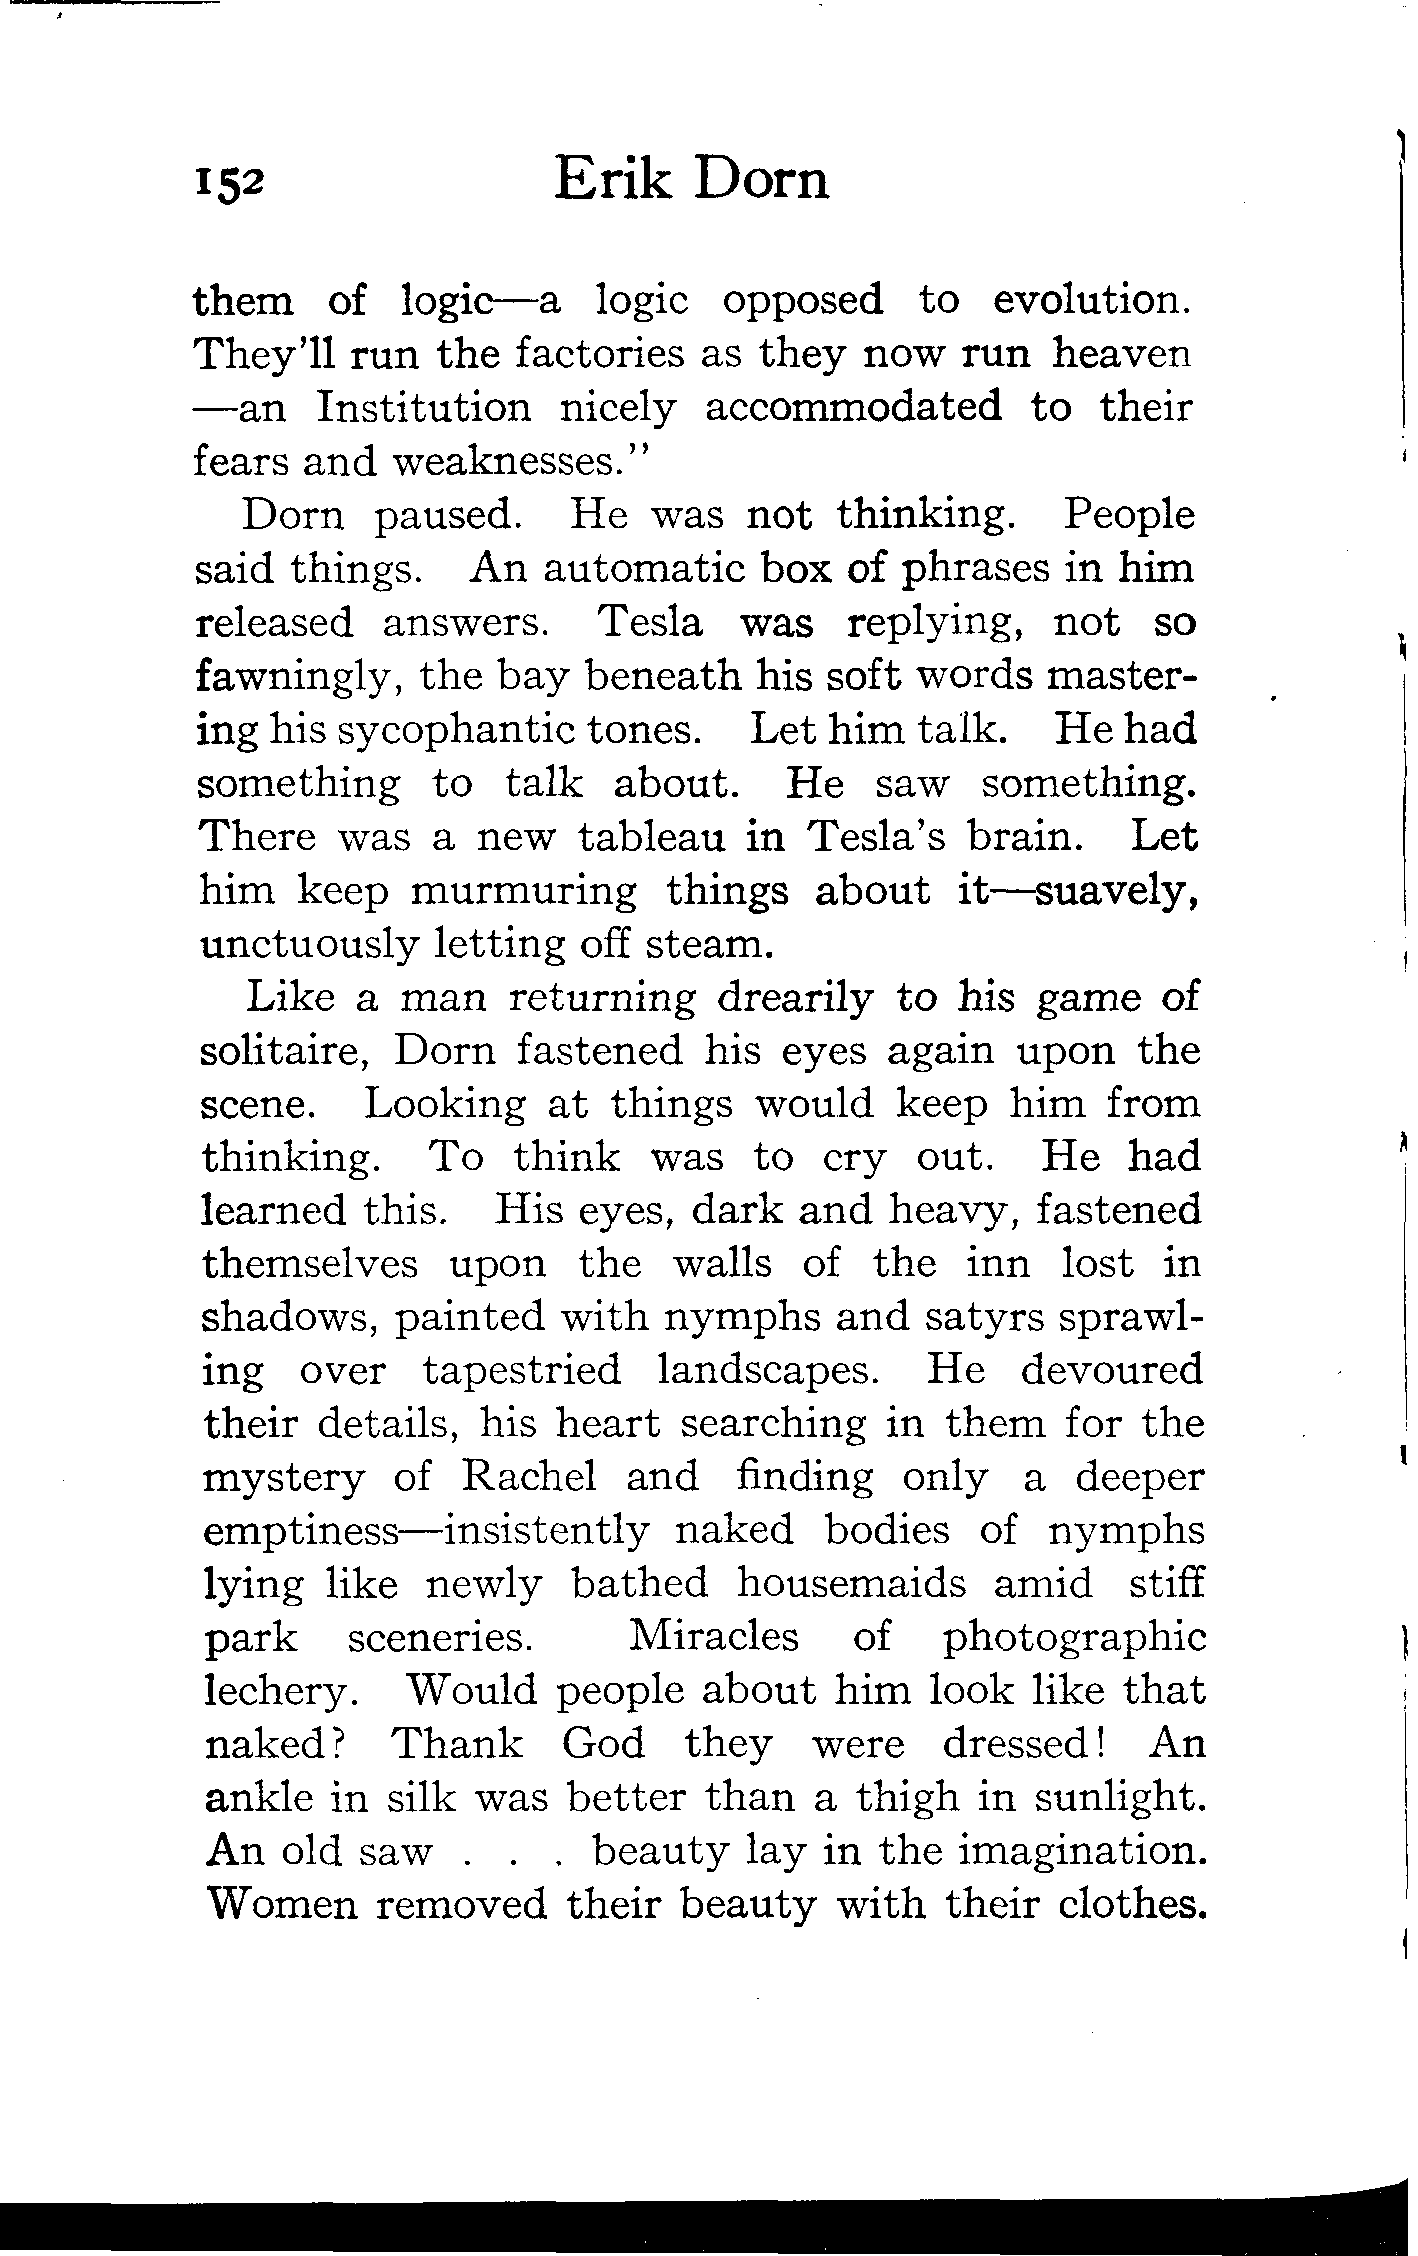 152 Erik Dorn
them of logic—a logic opposed to evolution.
They'll run the factories as they now run heaven
—an Institution nicely accommodated to their
fears and weaknesses."
Dorn paused. He was not thinking. People
said things. An automatic box of phrases in him
released answers. Tesla was replying, not so
fawningly, the bay beneath his soft words master-
ing his sycophantic tones. Let him talk. He had
something to talk about. He saw something.
There was a new tableau in Tesla's brain. Let
him keep murmuring things about it—suavely,
unctuously letting off steam.
Like a man returning drearily to his game of
solitaire, Dorn fastened his eyes again upon the
scene. Looking at things would keep him from
thinking. To think was to cry out. He had
learned this. His eyes, dark and heavy, fastened
themselves upon the walls of the inn lost in
shadows, painted with nymphs and satyrs sprawl-
ing over tapestried landscapes. He devoured
their details, his heart searching in them for the
mystery of Rachel and finding only a deeper
emptiness—insistently naked bodies of nymphs
lying like newly bathed housemaids amid stiff
park sceneries. Miracles of photographic
lechery. Would people about him look like that
naked? Thank God they were dressed! An
ankle in silk was better than a thigh in sunlight.
An old saw . . . beauty lay in the imagination.
Women removed their beauty with their clothes.